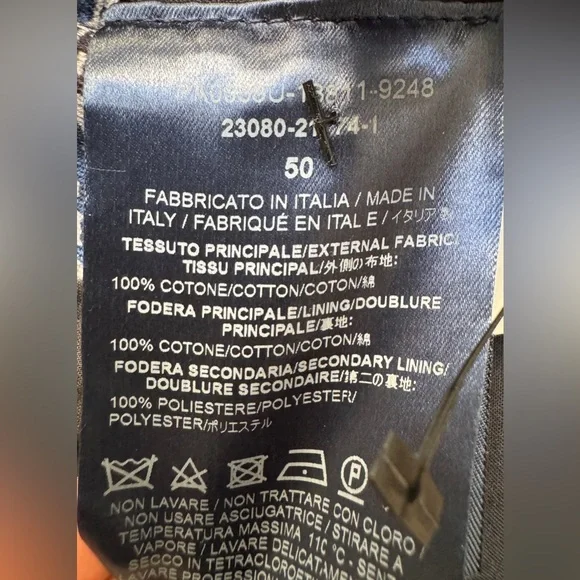 23080-21
50
FABBRICATO IN ITALIA / MADE IN
ITALY / FABRIQUÉ EN ITAL E / イタリア
TESSUTO PRINCIPALE/EXTERNAL FABRIC/
TISSU PRINCIPAL/外側の布地:
100% COTONE/COTTON/COTON/綿
FODERA PRINCIPALE/LINING/DOUBLURE
PRINCIPALE/裏地:
100% COTONE/COTTON/COTON/綿
FODERA SECONDARIA/SECONDARY LINING/
DOUBLURE SECONDAIRE/第二の裏地:
100% POLIESTERE/POLYESTER/
POLYESTER/ポリエステル
P
NON LAVARE / NON TRATTARE CON CLORO /
NON USARE ASCIUGATRICE / STIRARE A
TEMPERATURA MASSIMA 110 °C - SENZA
VAPORE / LAVARE DELICATAMENTE
SECCO IN TETRACLOROETI